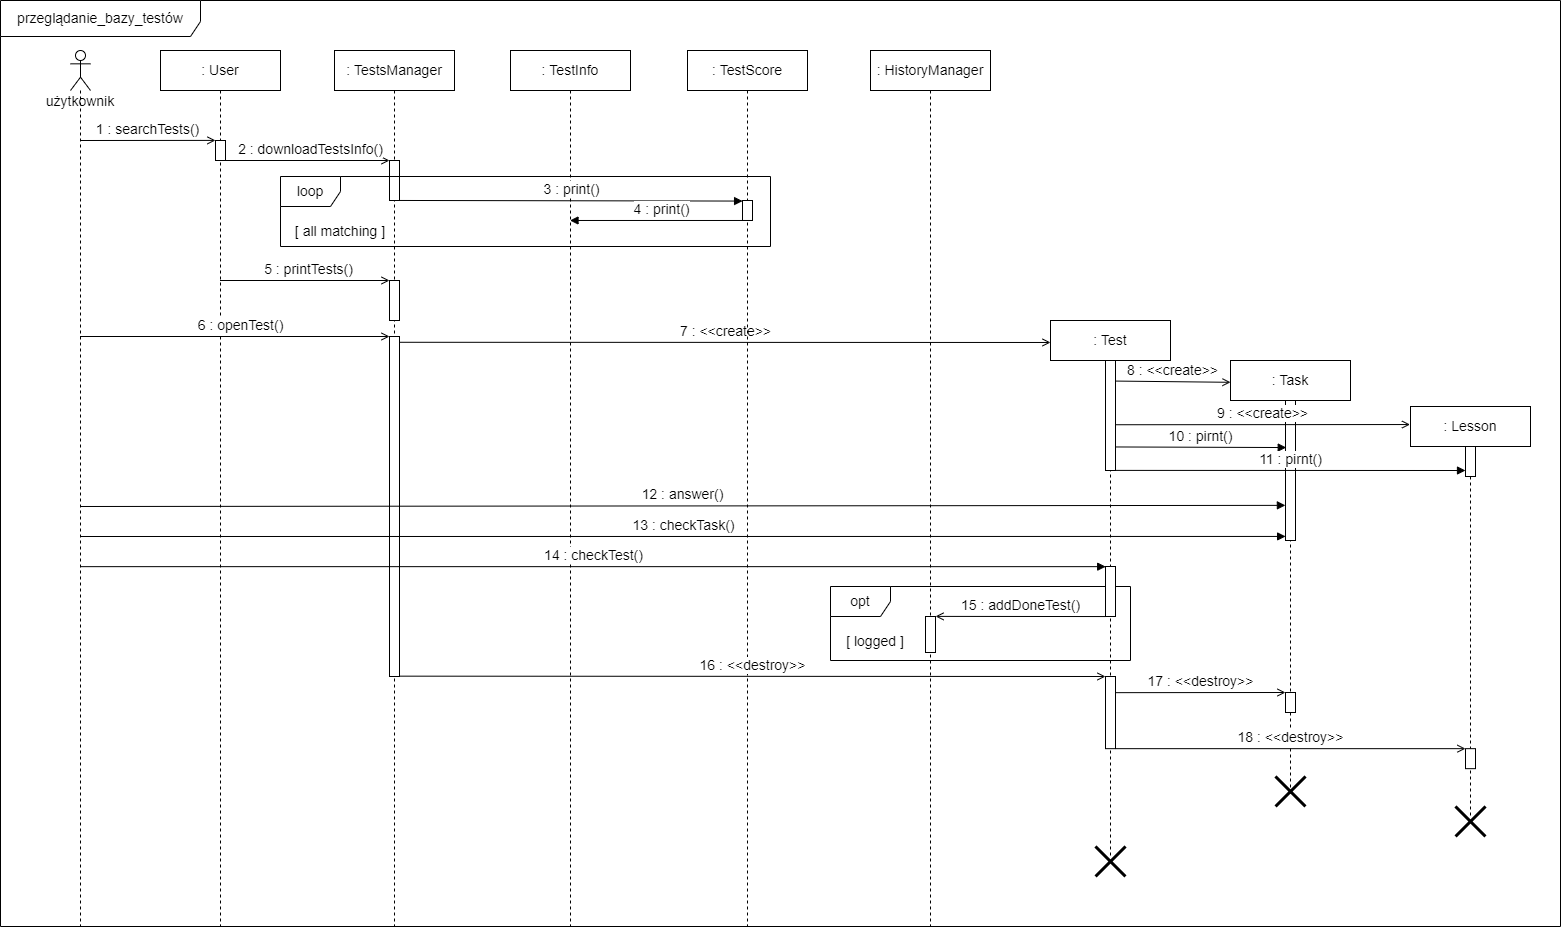 przeglądanie_bazy_testów
użytkownik
: User
: TestsManager
: TestInfo
: TestScore
: HistoryManager
1 : searchTests()
2 : downloadTestsInfo()
loop
3 : print()
4 : print()
[ all matching ]
5 : printTests()
6 : openTest()
7 : <<create>>
: Test
8 : <<create>>
: Task
9 : <<create>>
: Lesson
10 : pirnt()
11 : pirnt()
12 : answer()
13 : checkTask()
14 : checkTest()
opt
15 : addDoneTest()
[ logged ]
16 : <<destroy>>
17 : <<destroy>>
18 : <<destroy>>